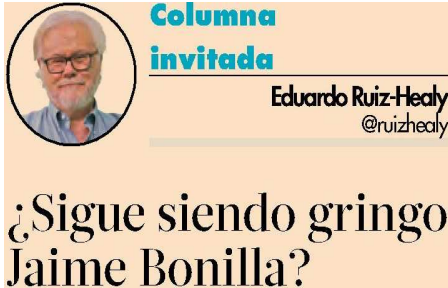 Columna
invitada
Eduardo Ruiz-Healy
@ruizhealy
¿Sigue siendo gringo
Jaime Bonilla?